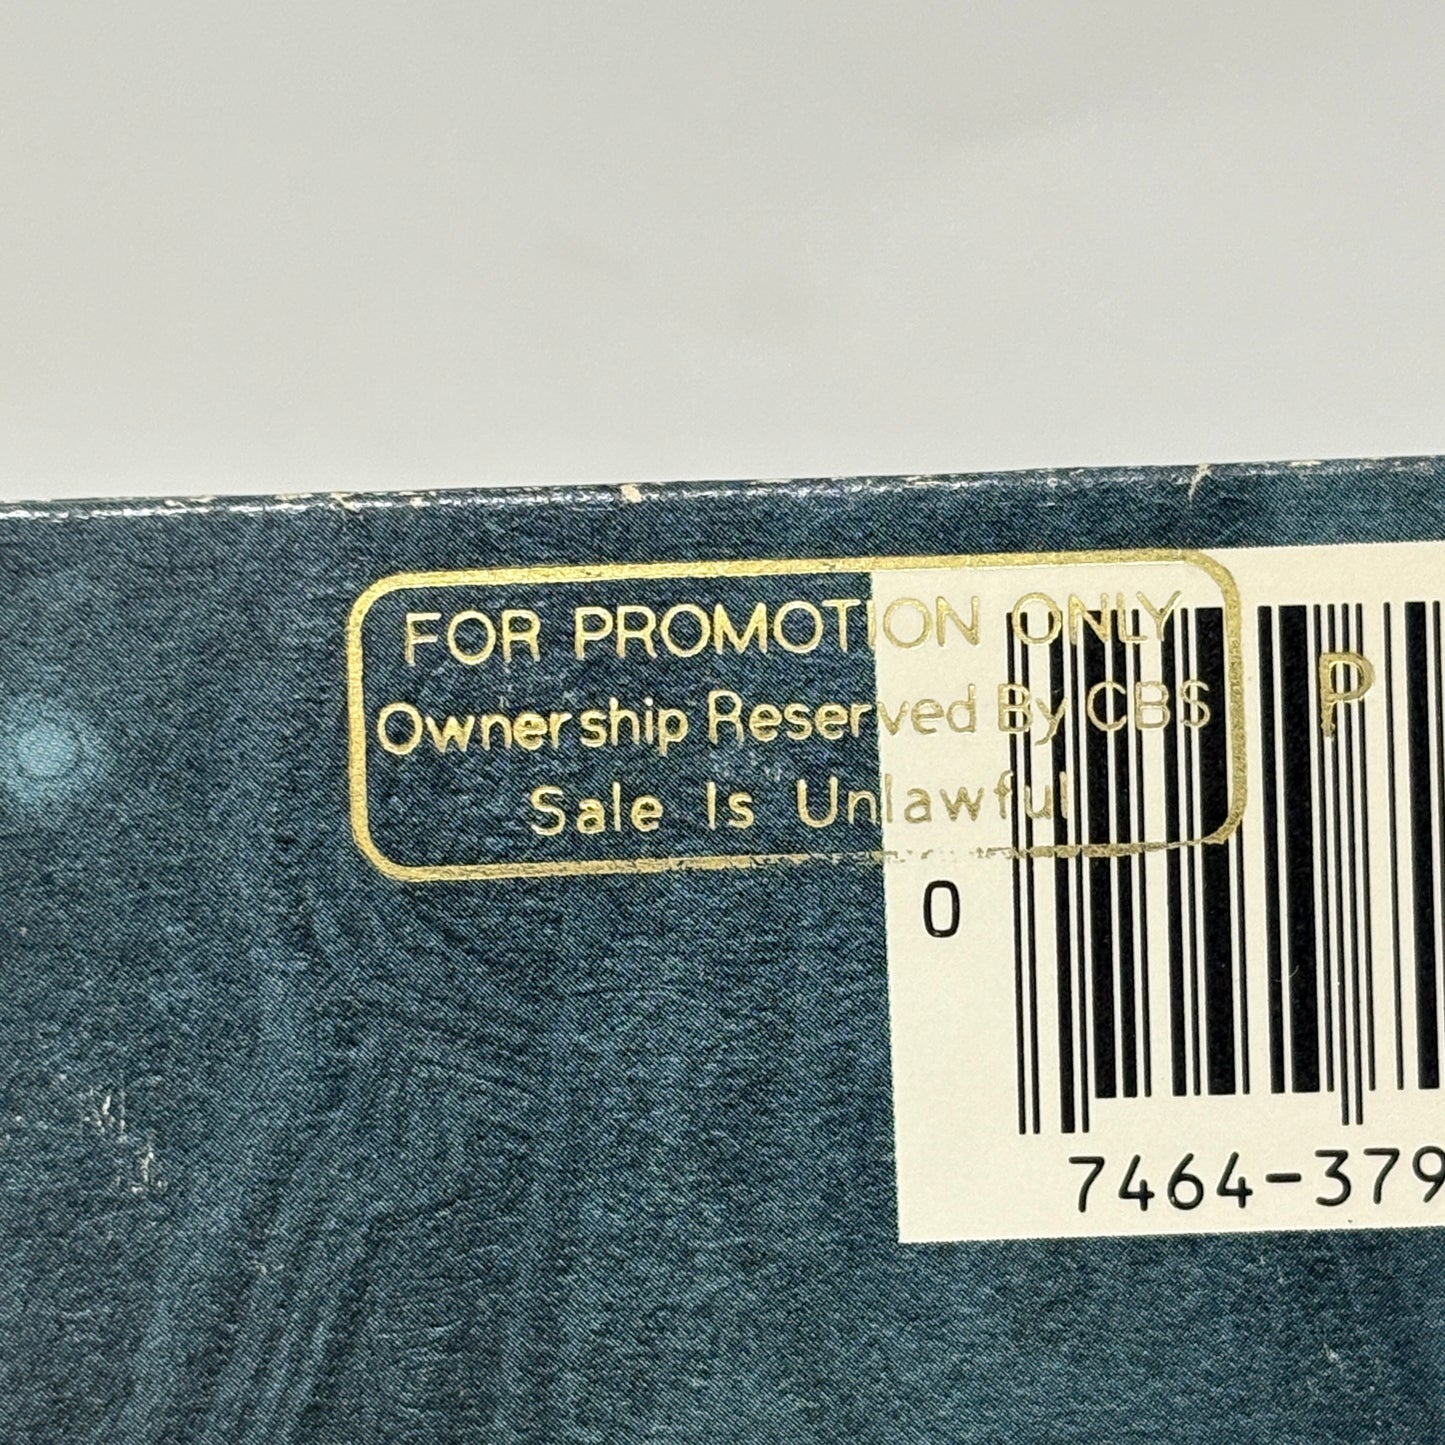 FOR PROMOTION ONLY
Ownership Reserved By CBS
Sale Is Unlawful
P
0
7464-379